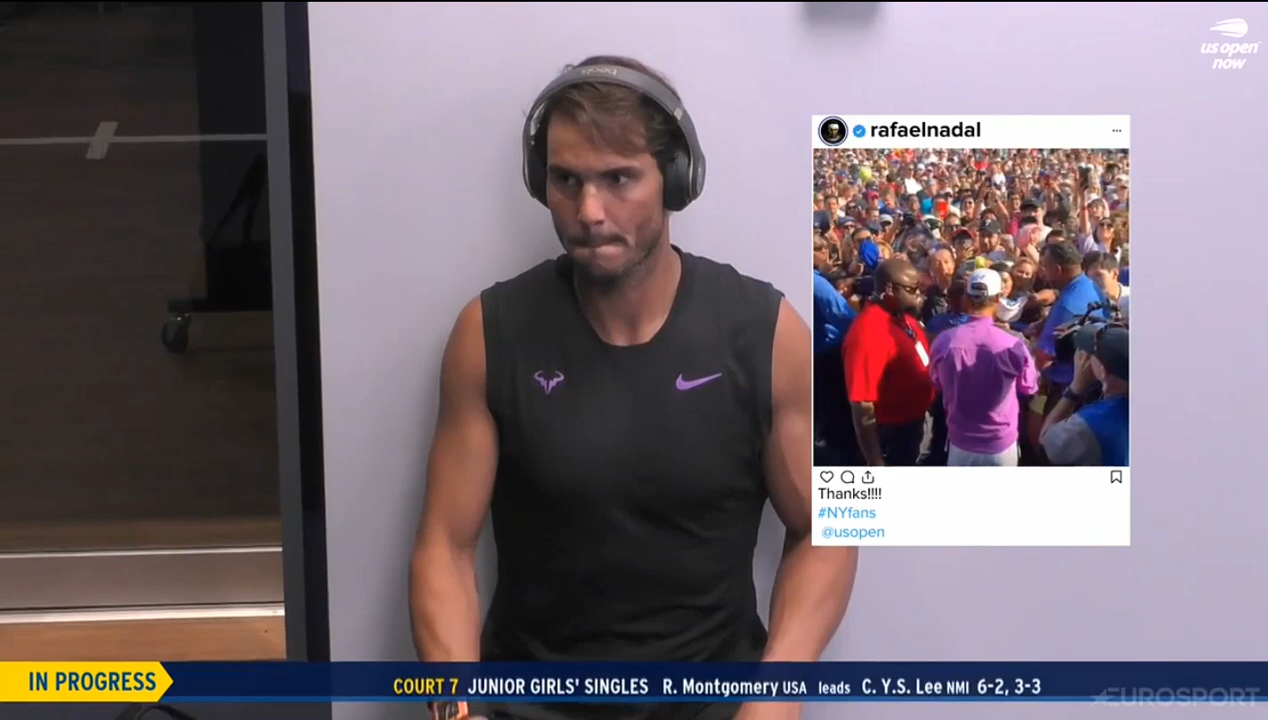 us open
now
beats
rafaelnadal
Thanks!!!!
#NYfans
@usopen
IN PROGRESS
COURT 7 JUNIOR GIRLS' SINGLES R. Montgomery USA leads C. Y.S. Lee NMI 6-2, 3-3
EUROSPORT